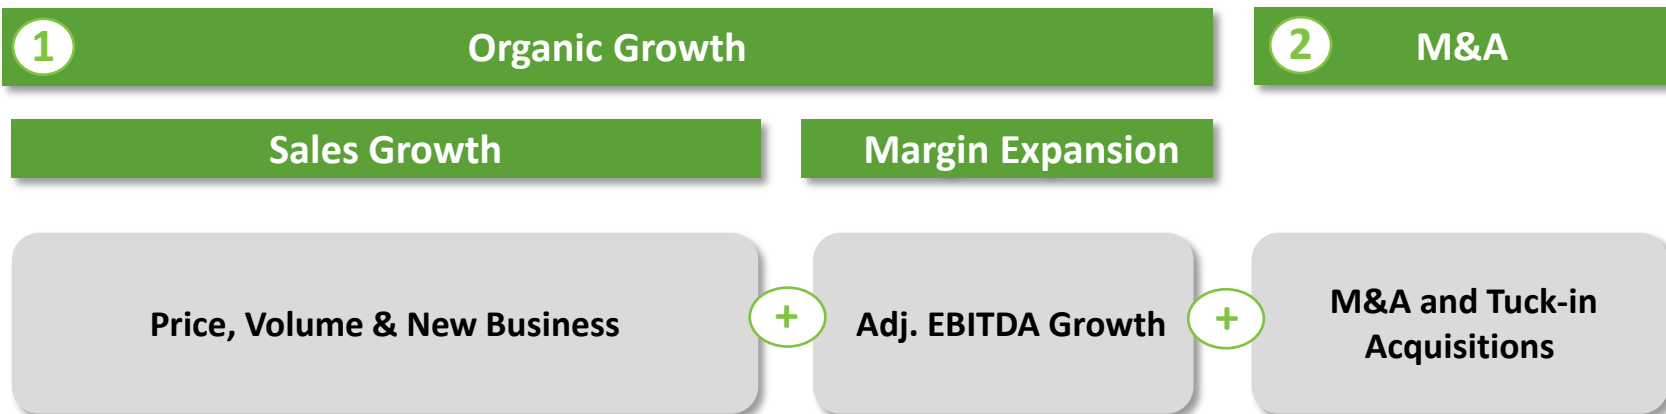 1
Organic Growth
2
M&A
Sales Growth
Margin Expansion
Price, Volume & New Business
+
Adj. EBITDA Growth
+
M&A and Tuck-in
Acquisitions